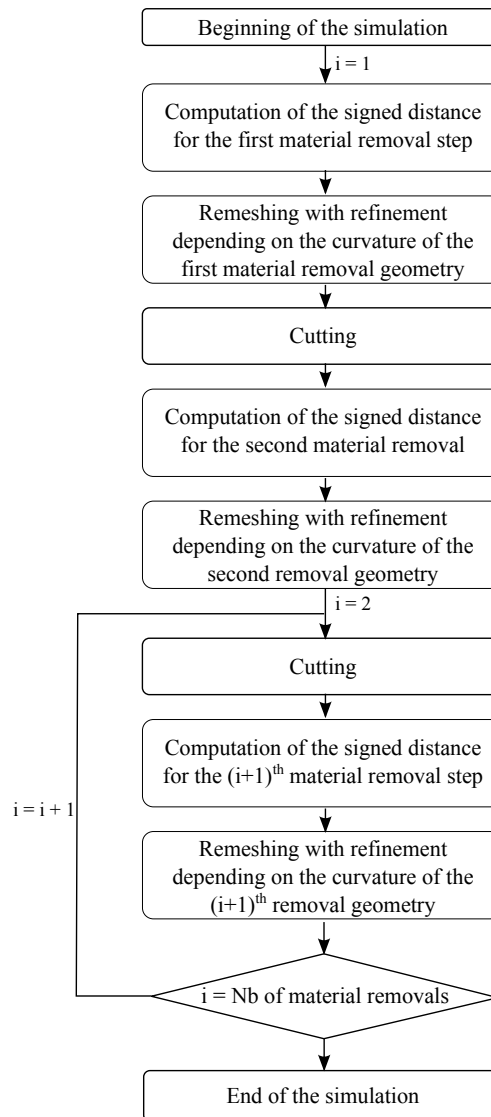 Beginning of the simulation
i = 1
Computation of the signed distance
for the first material removal step
Remeshing with refinement
depending on the curvature of the
first material removal geometry
Cutting
Computation of the signed distance
for the second material removal
Remeshing with refinement
depending on the curvature of the
second removal geometry
i = 2
Cutting
Computation of the signed distance
for the (i+1)th material removal step
i = i + 1
Remeshing with refinement
depending on the curvature of the
(i+1)th removal geometry
i = Nb of material removals
End of the simulation